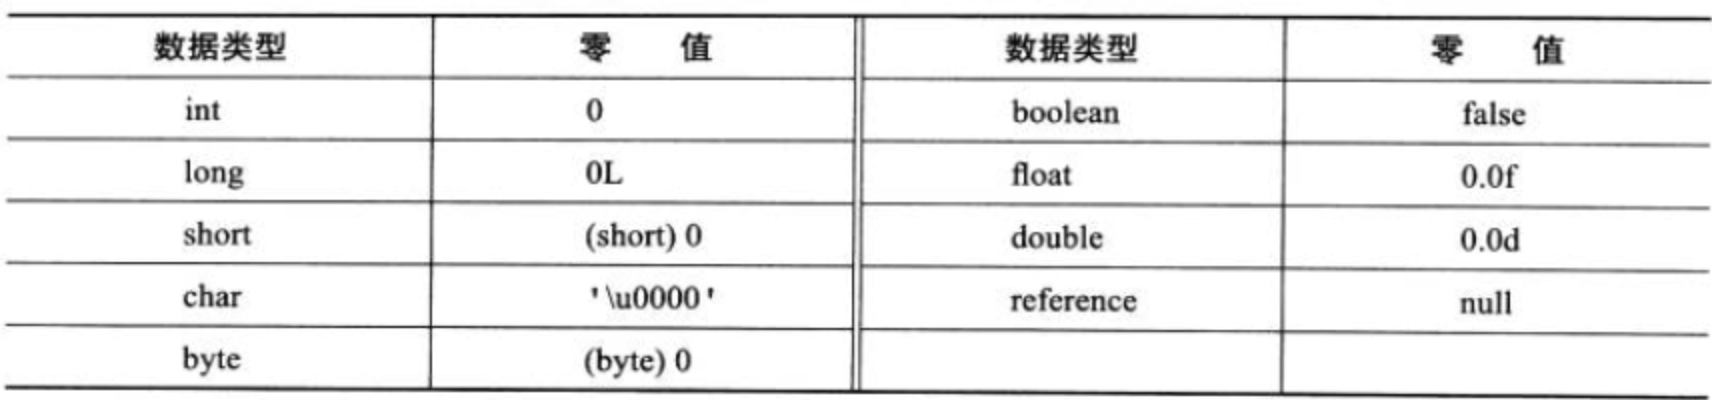 数据类型 零 值 数据类型 零 值
int 0 boolean false
long 0L float 0.0f
short (short) 0 double 0.0d
char '\u0000' reference null
byte (byte) 0